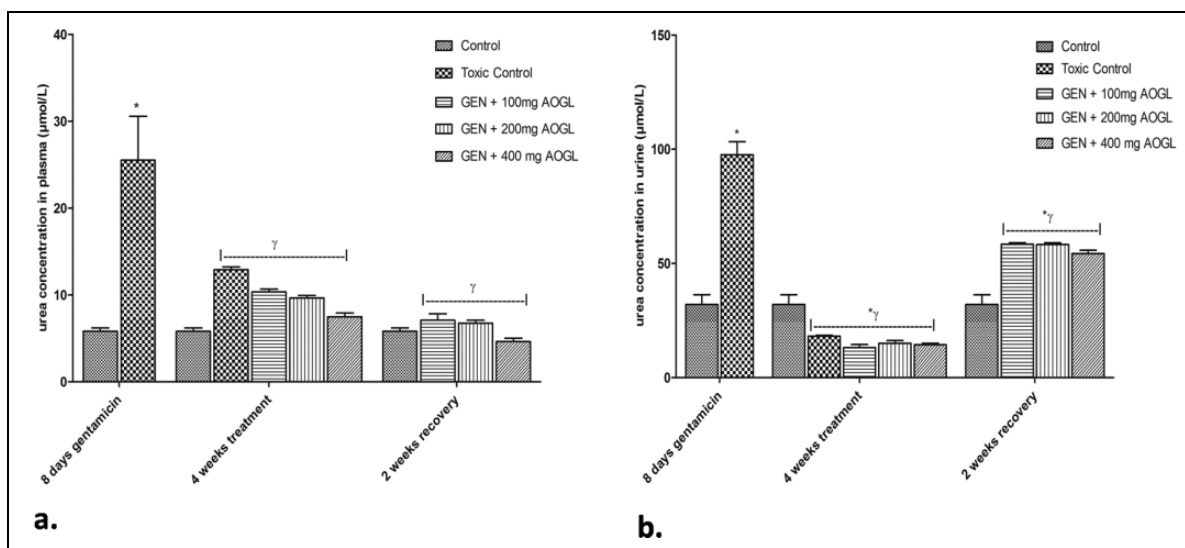 40
30
20
10
0
urea concentration in plasma (µmol/L)
Control
Toxic Control
GEN + 100mg AOGL
GEN + 200mg AOGL
GEN + 400 mg AOGL
*
γ
γ
8 days gentamicin
4 weeks treatment
2 weeks recovery
a.
150
100
50
0
urea concentration in urine (µmol/L)
Control
Toxic Control
GEN + 100mg AOGL
GEN + 200mg AOGL
GEN + 400 mg AOGL
*
*γ
*γ
8 days gentamicin
4 weeks treatment
2 weeks recovery
b.